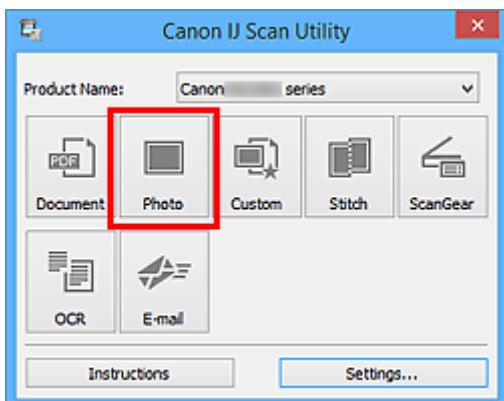 Canon IJ Scan Utility
Product Name: Canon series
PDF
Document Photo Custom Stitch ScanGear
OCR E-mail
Instructions Settings...